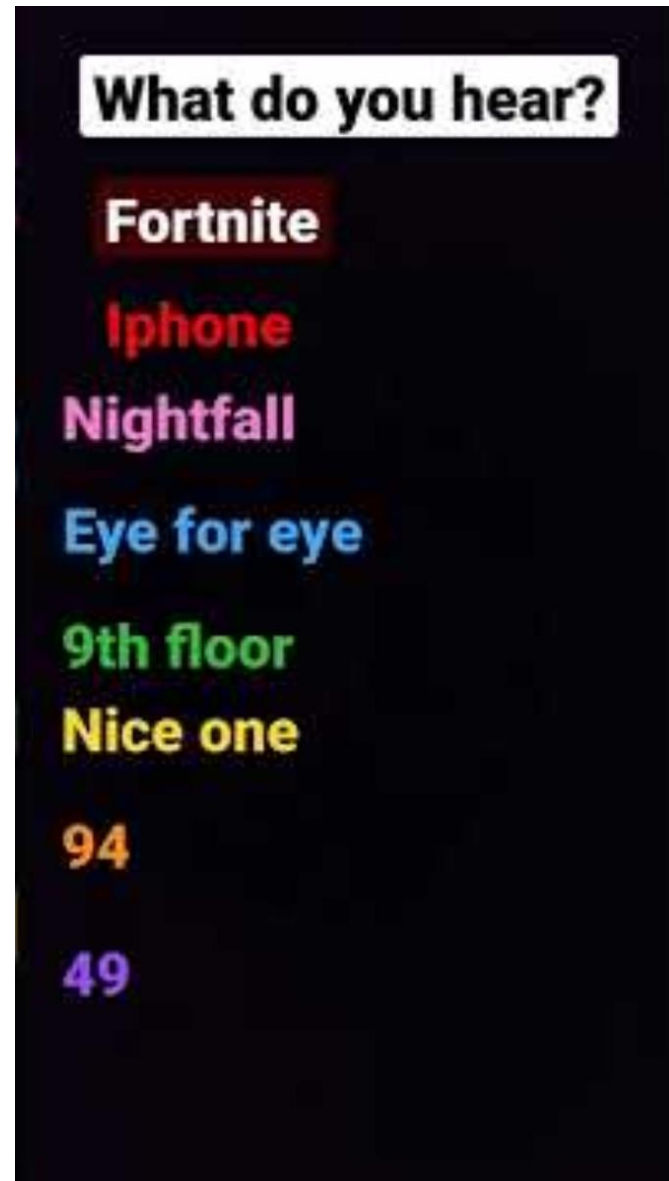 What do you hear?
Fortnite
Iphone
Nightfall
Eye for eye
9th floor
Nice one
94
49